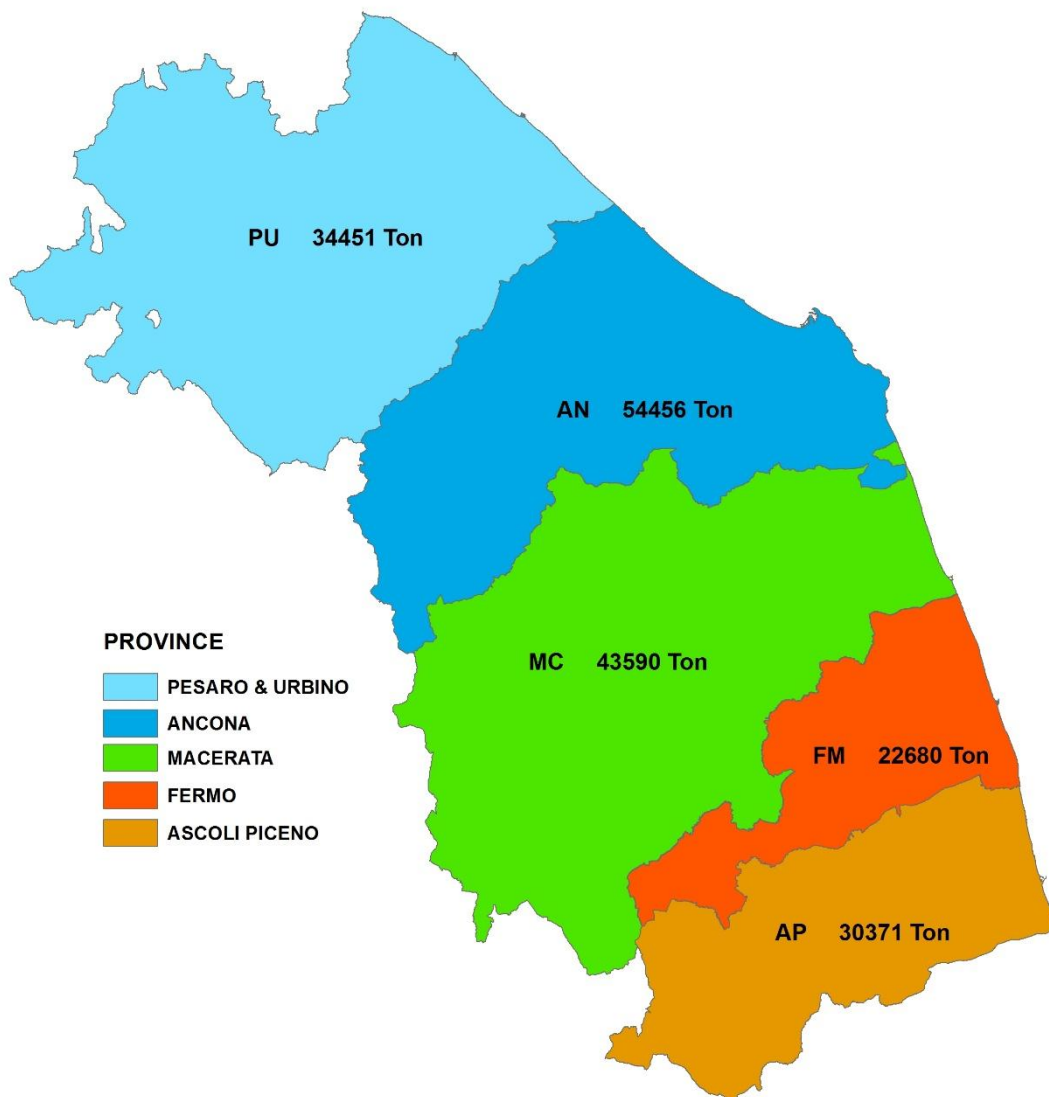 PU 34451 Ton
AN 54456 Ton
MC 43590 Ton
FM 22680 Ton
AP 30371 Ton
PROVINCE
PESARO & URBINO
ANCONA
MACERATA
FERMO
ASCOLI PICENO